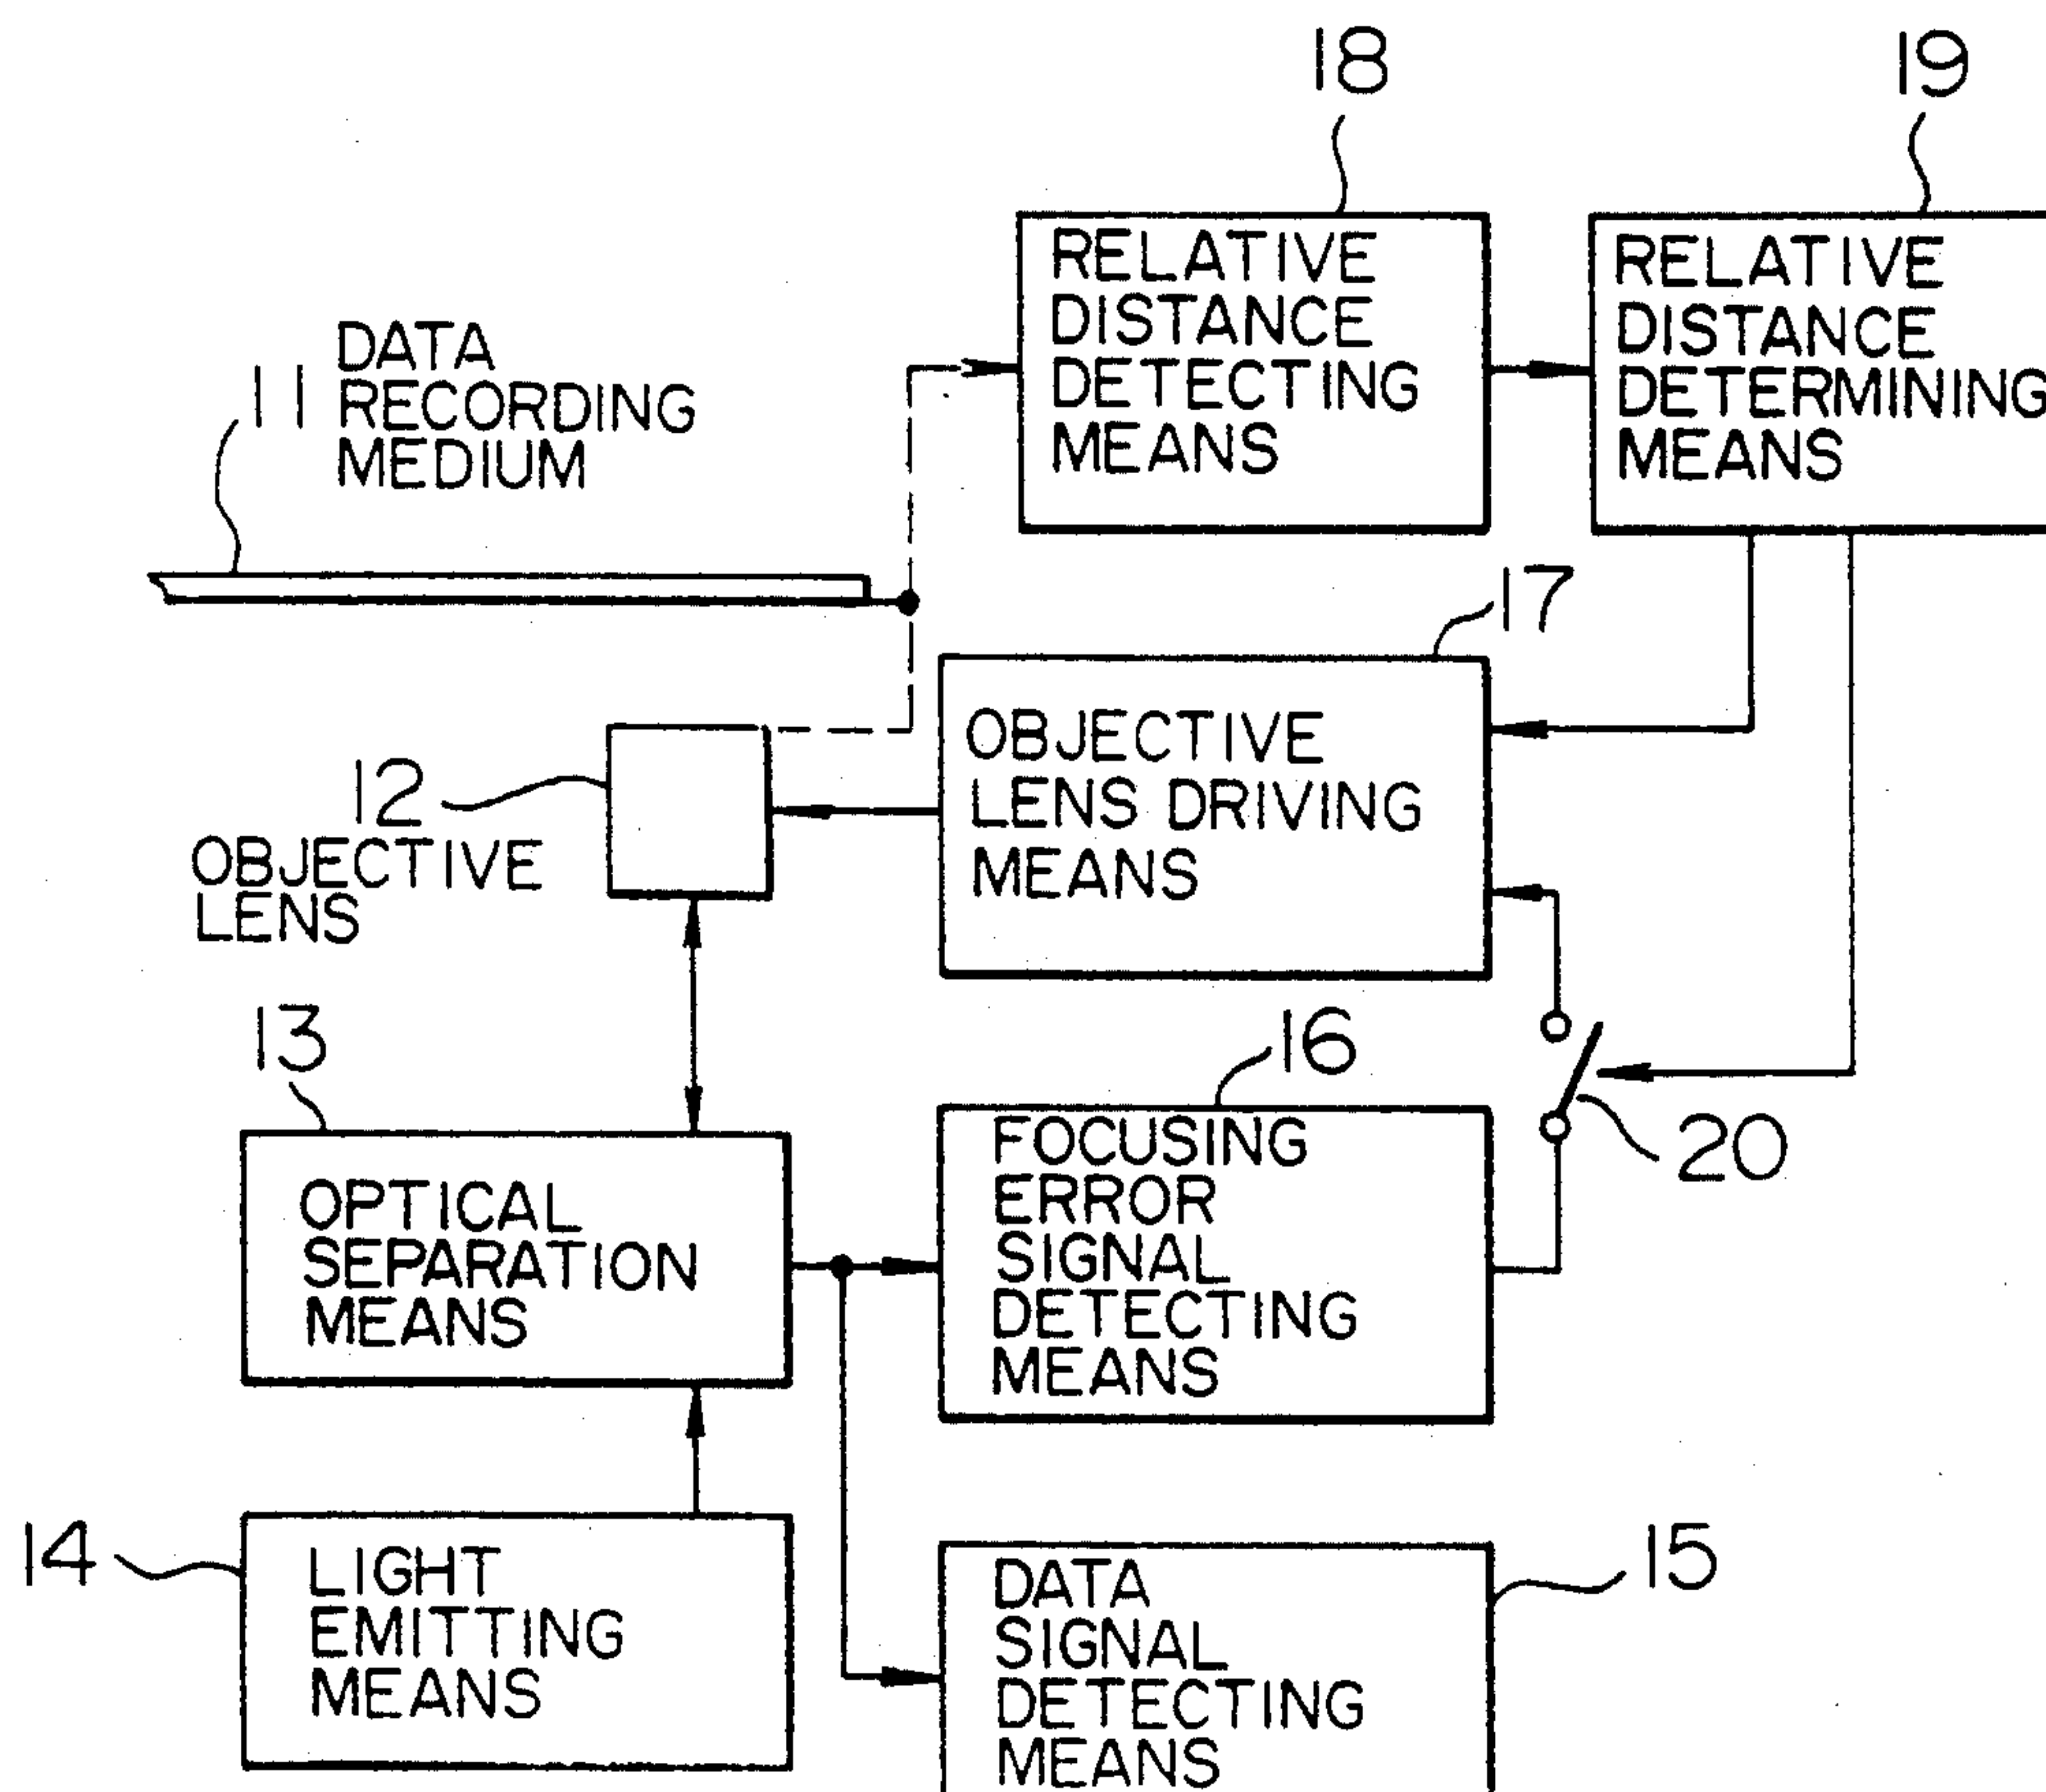 18
19
RELATIVE
DISTANCE
DETECTING
MEANS
RELATIVE
DISTANCE
DETERMINING
MEANS
11
DATA
RECORDING
MEDIUM
17
OBJECTIVE
LENS DRIVING
MEANS
12
OBJECTIVE
LENS
13
16
20
OPTICAL
SEPARATION
MEANS
FOCUSING
ERROR
SIGNAL
DETECTING
MEANS
14
LIGHT
EMITTING
MEANS
15
DATA
SIGNAL
DETECTING
MEANS